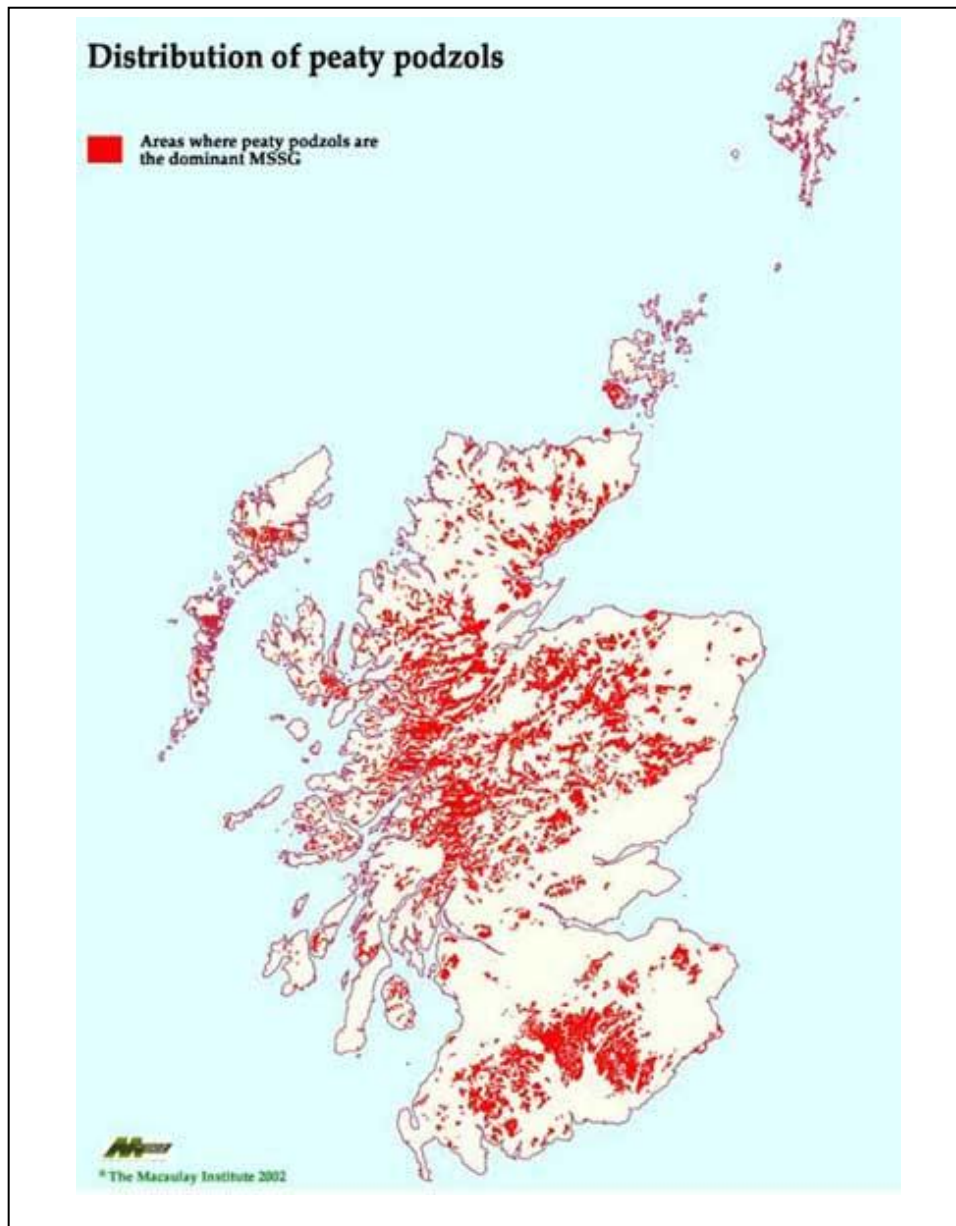 Distribution of peaty podzols
Areas where peaty podzols are
the dominant MSSG
© The Macaulay Institute 2002